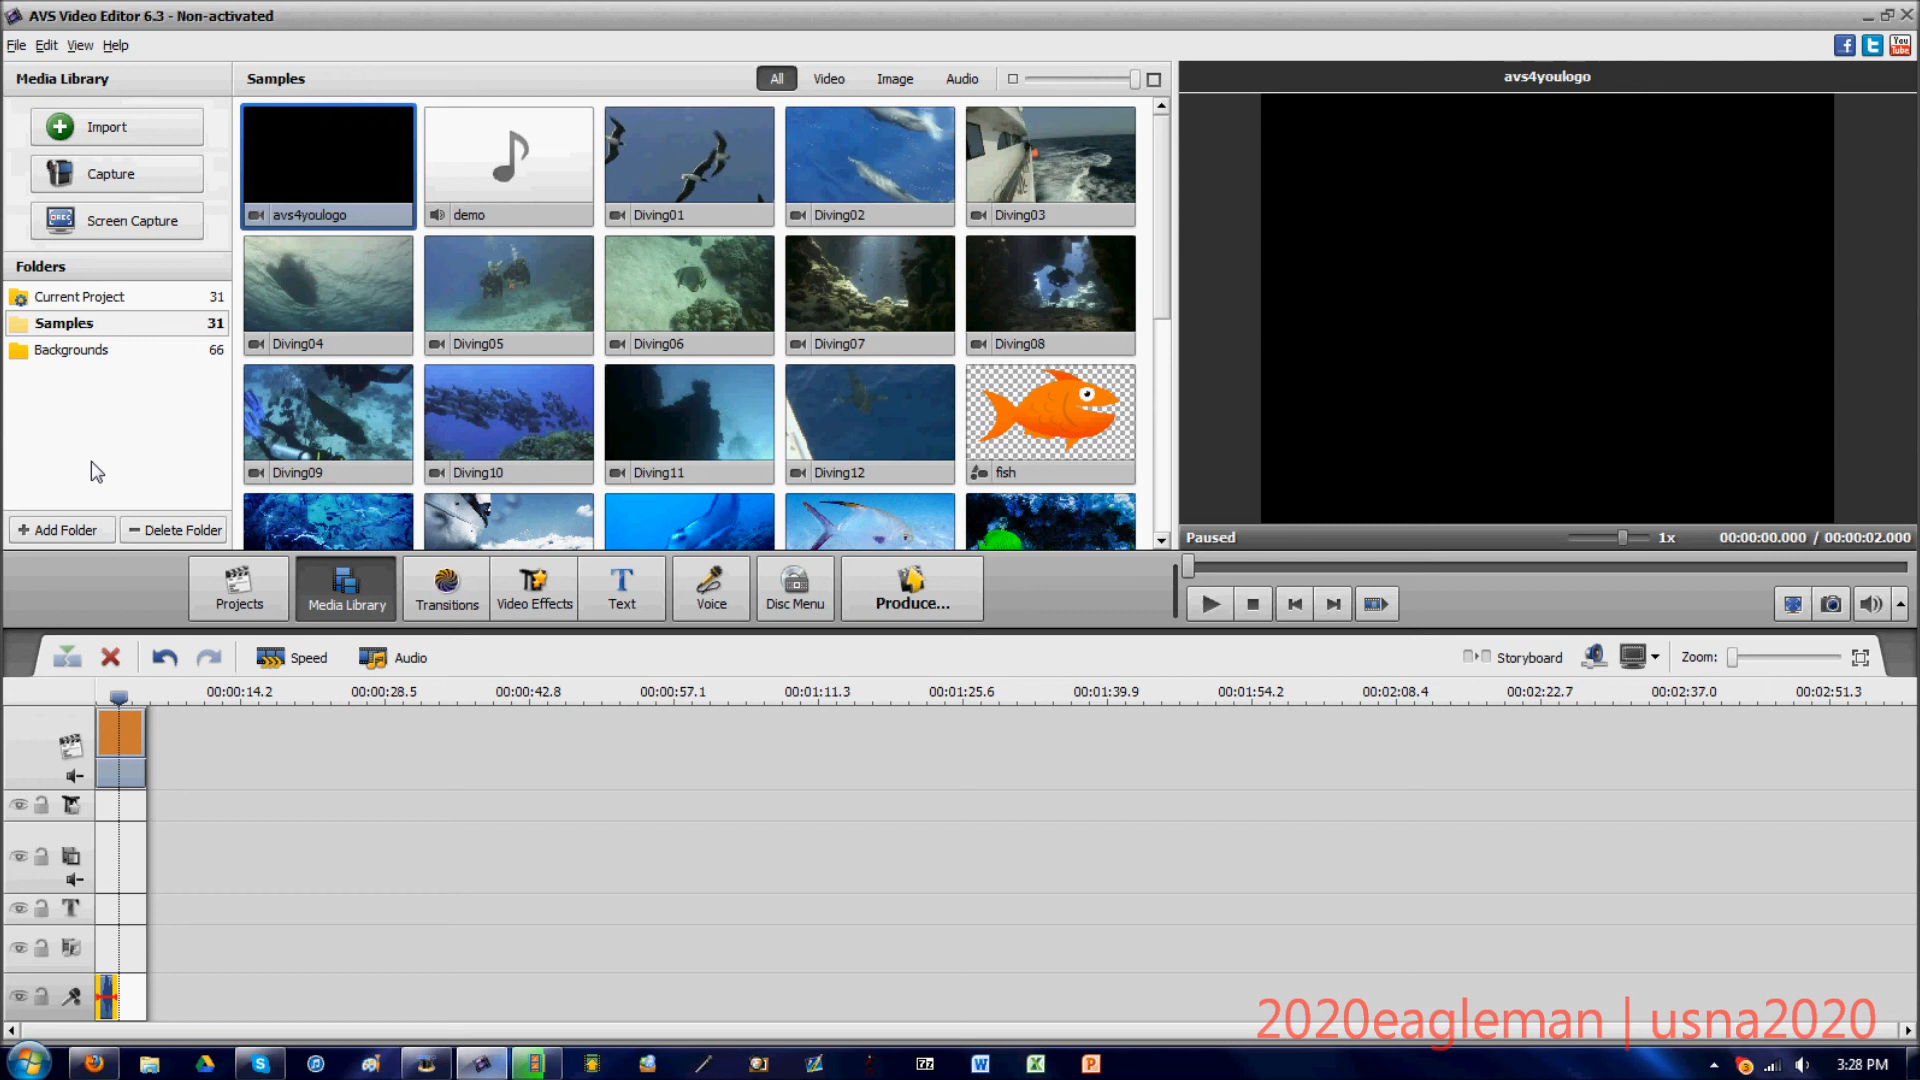 AVS Video Editor 6.3 - Non-activated
File Edit View Help
You
Tube
Media Library
Samples
All Video Image Audio
avs4youlogo
Import
Capture
REC
Screen Capture
Folders
Current Project 31
Samples 31
Backgrounds 66
Add Folder
Delete Folder
avs4youlogo
demo
Diving01
Diving02
Diving03
Diving04
Diving05
Diving06
Diving07
Diving08
Diving09
Diving10
Diving11
Diving12
fish
Paused
1x
00:00:00.000 / 00:00:02.000
Projects
Media Library
Transitions
Video Effects
Text
Voice
Disc Menu
Produce...
Speed
Audio
Storyboard
Zoom:
00:00:14.2 00:00:28.5 00:00:42.8 00:00:57.1 00:01:11.3 00:01:25.6 00:01:39.9 00:01:54.2 00:02:08.4 00:02:22.7 00:02:37.0 00:02:51.3
2020eagleman | usna2020
3:28 PM